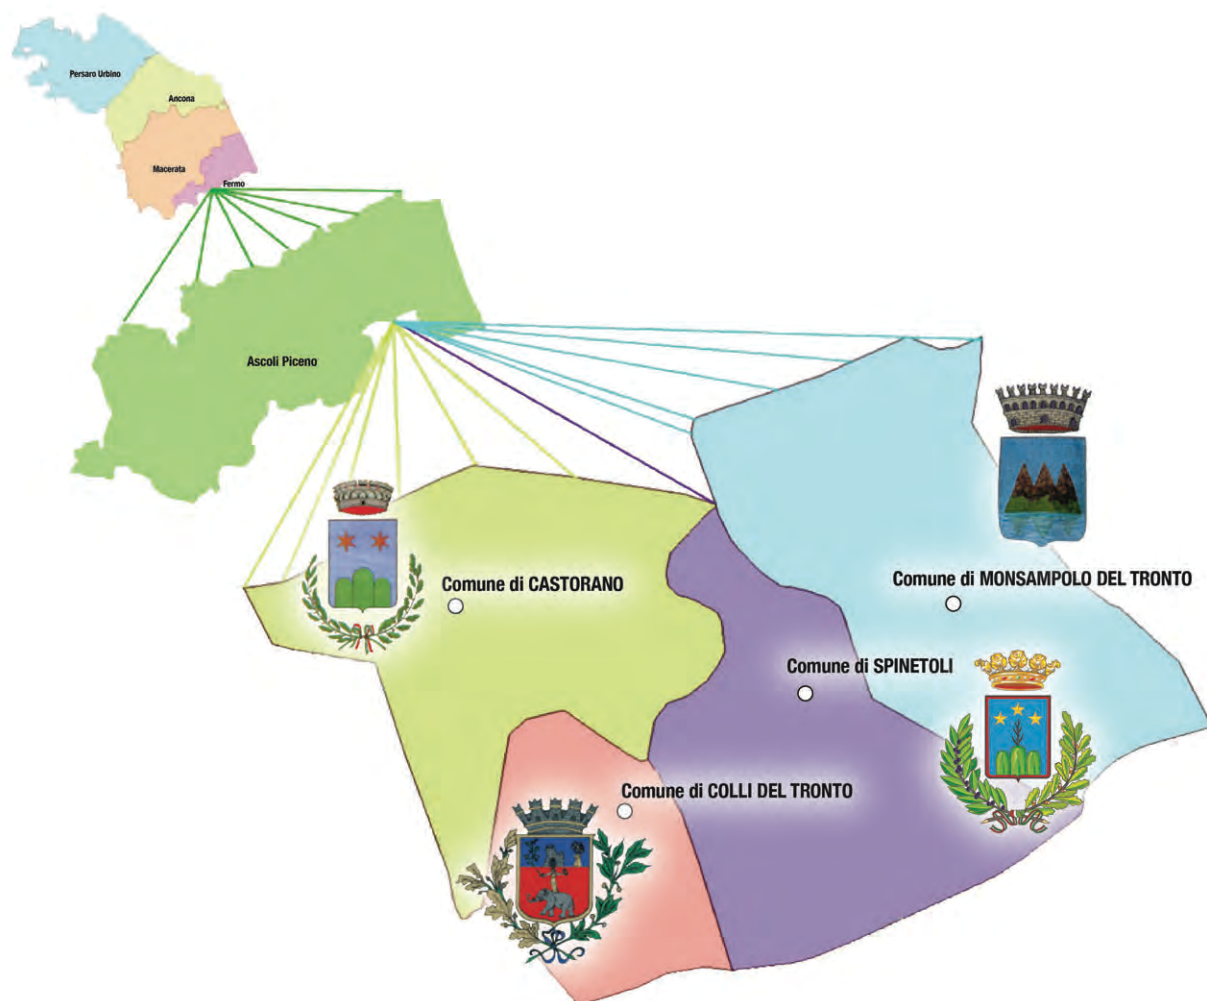 Persaro Urbino
Ancona
Macerata
Fermo
Ascoli Piceno
Comune di CASTORANO
Comune di MONSAMPOLO DEL TRONTO
Comune di SPINETOLI
Comune di COLLI DEL TRONTO